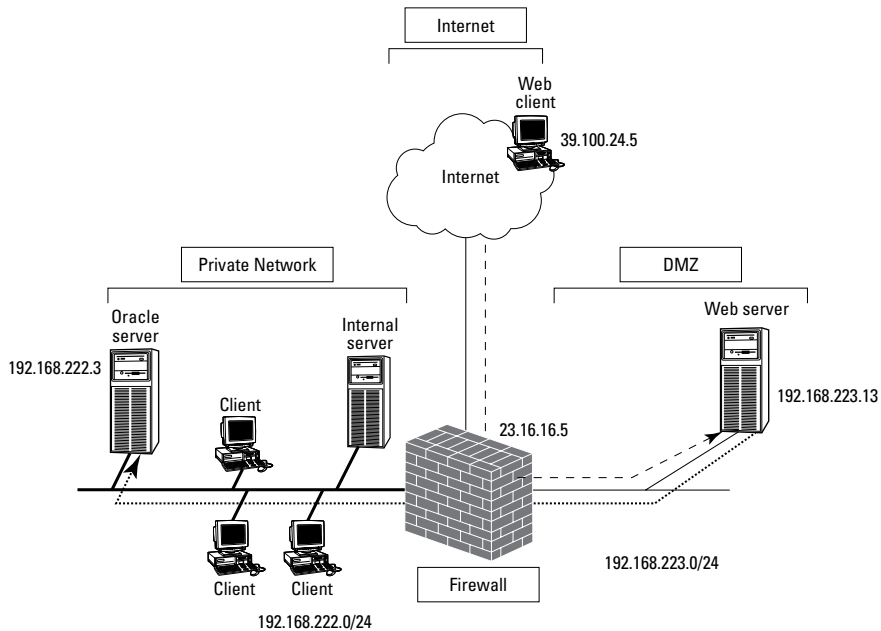 Internet
Web
client
39.100.24.5
Internet
Private Network
DMZ
Oracle
server
Internal
server
Web server
192.168.222.3
192.168.223.13
Client
23.16.16.5
Client
Client
192.168.222.0/24
Firewall
192.168.223.0/24